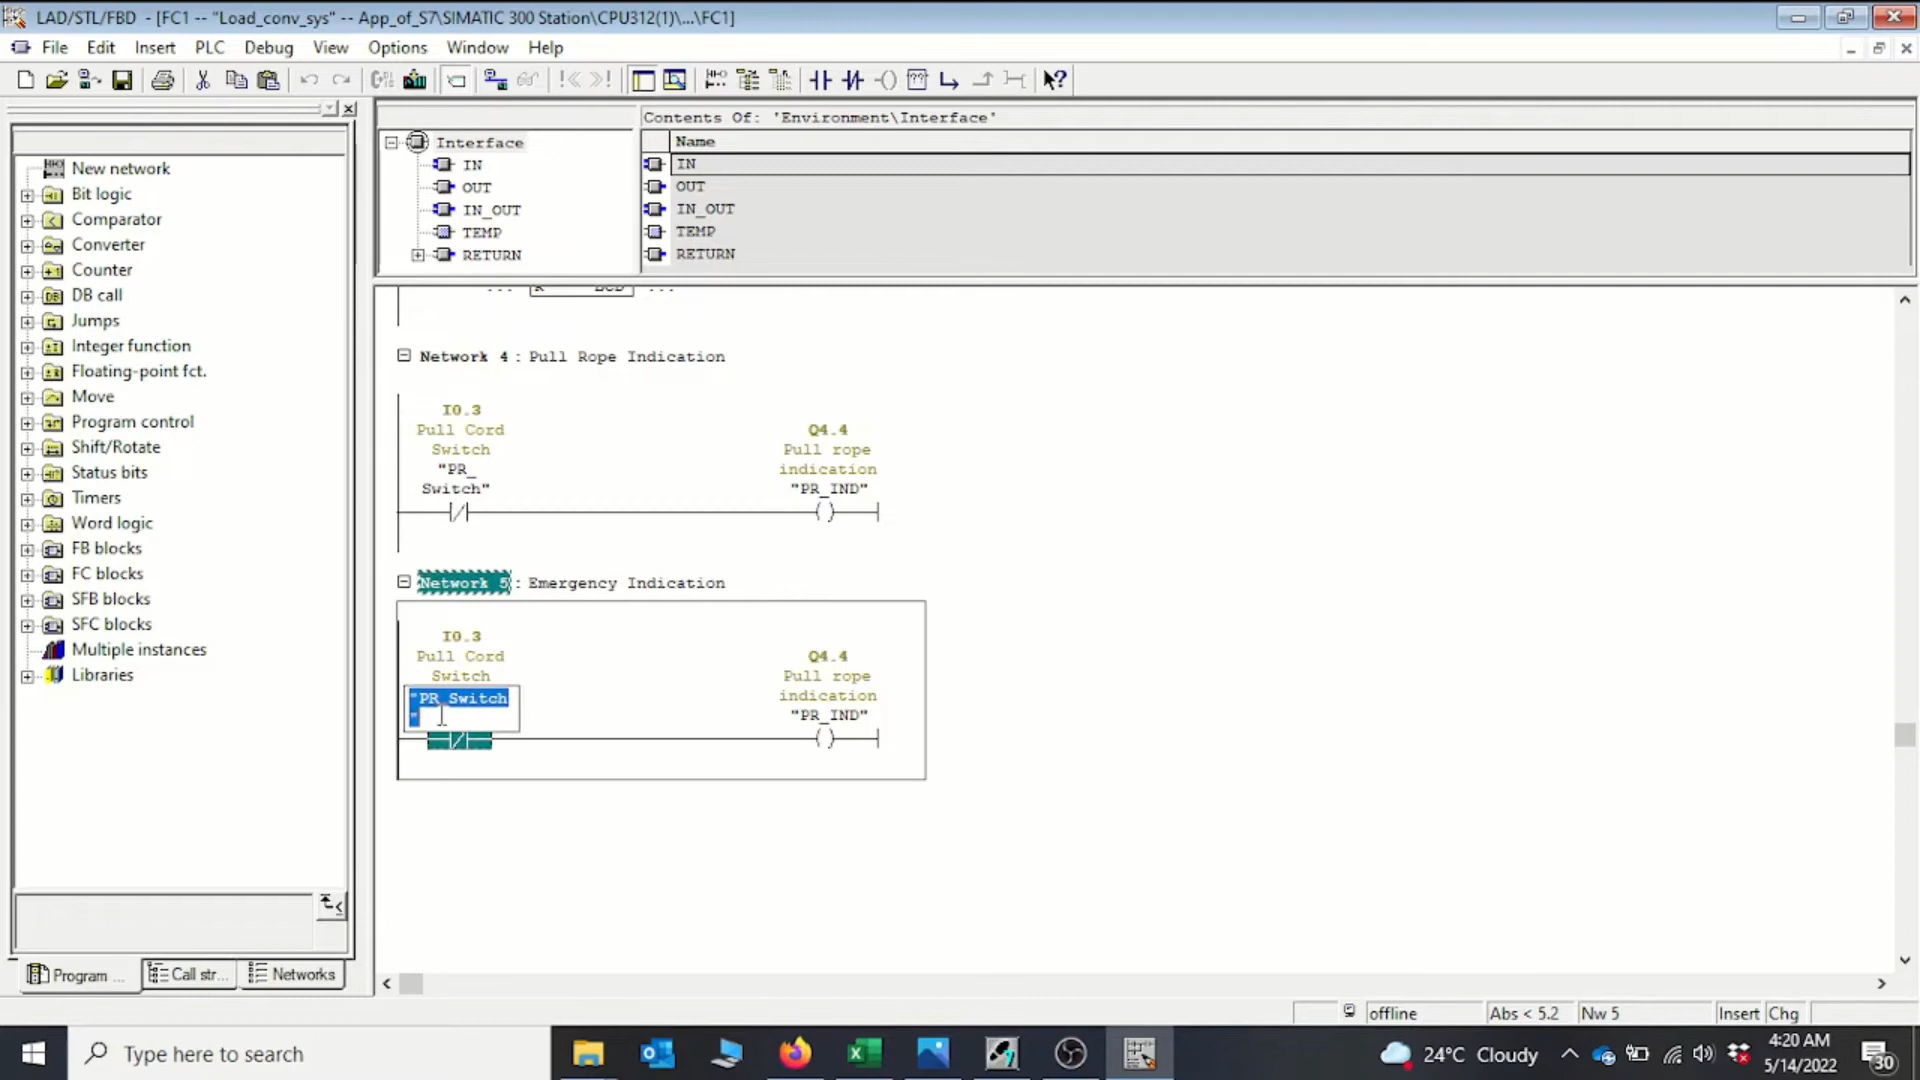 LAD/STL/FBD - [FC1 -- "Load_conv_sys" -- App_of_S7\SIMATIC 300 Station\CPU312(1)\...\FC1]
File Edit Insert PLC Debug View Options Window Help
Contents Of: 'Environment\Interface'
Interface
IN
OUT
IN_OUT
TEMP
RETURN
Name
IN
OUT
IN_OUT
TEMP
RETURN
New network
Bit logic
Comparator
Converter
Counter
DB call
Jumps
Integer function
Floating-point fct.
Move
Program control
Shift/Rotate
Status bits
Timers
Word logic
FB blocks
FC blocks
SFB blocks
SFC blocks
Multiple instances
Libraries
Program ...
Call str...
Networks
... R BCD ...
Network 4 : Pull Rope Indication
I0.3
Pull Cord
Switch
"PR_
Switch"
Q4.4
Pull rope
indication
"PR_IND"
Network 5 : Emergency Indication
I0.3
Pull Cord
Switch
"PR_Switch
"
Q4.4
Pull rope
indication
"PR_IND"
offline Abs < 5.2 Nw 5 Insert Chg
Type here to search
24°C Cloudy
4:20 AM
5/14/2022
30